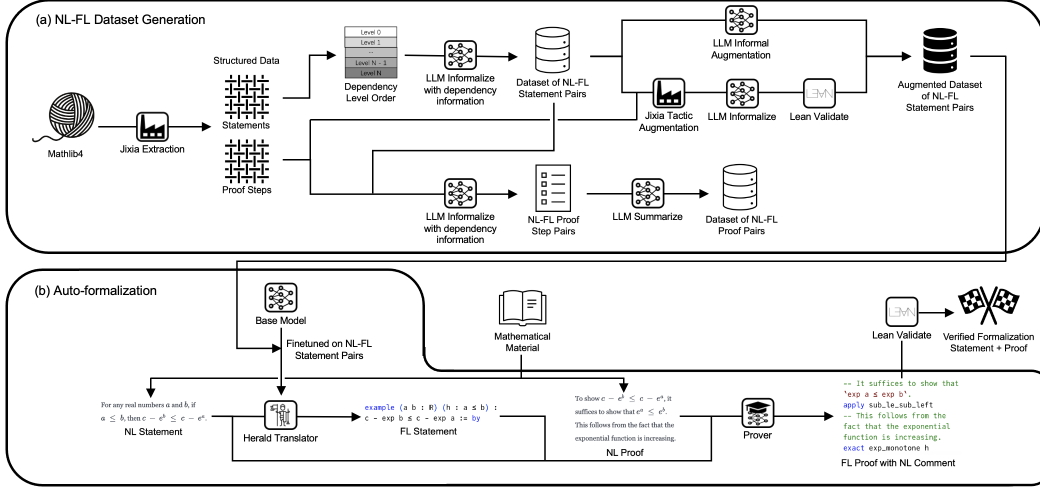 (a) NL-FL Dataset Generation
Mathlib4
Jixia Extraction
Structured Data
Statements
Proof Steps
Level 0
Level 1
...
Level N - 1
Level N
Dependency
Level Order
LLM Informalize
with dependency
information
Dataset of NL-FL
Statement Pairs
LLM Informal
Augmentation
Jixia Tactic
Augmentation
LLM Informalize
Lean Validate
Augmented Dataset
of NL-FL
Statement Pairs
LLM Informalize
with dependency
information
NL-FL Proof
Step Pairs
LLM Summarize
Dataset of NL-FL
Proof Pairs
(b) Auto-formalization
Base Model
Finetuned on NL-FL
Statement Pairs
Mathematical
Material
LEAN
Lean Validate
Verified Formalization
Statement + Proof
For any real numbers a and b, if
a ≤ b, then c − e^b ≤ c − e^a.
NL Statement
Herald Translator
example (a b : ℝ) (h : a ≤ b) :
c - exp b ≤ c - exp a := by
FL Statement
To show c − e^b ≤ c − e^a, it
suffices to show that e^a ≤ e^b.
This follows from the fact that the
exponential function is increasing.
NL Proof
Prover
-- It suffices to show that
'exp a ≤ exp b'.
apply sub_le_sub_left
-- This follows from the
fact that the exponential
function is increasing.
exact exp_monotone h
FL Proof with NL Comment